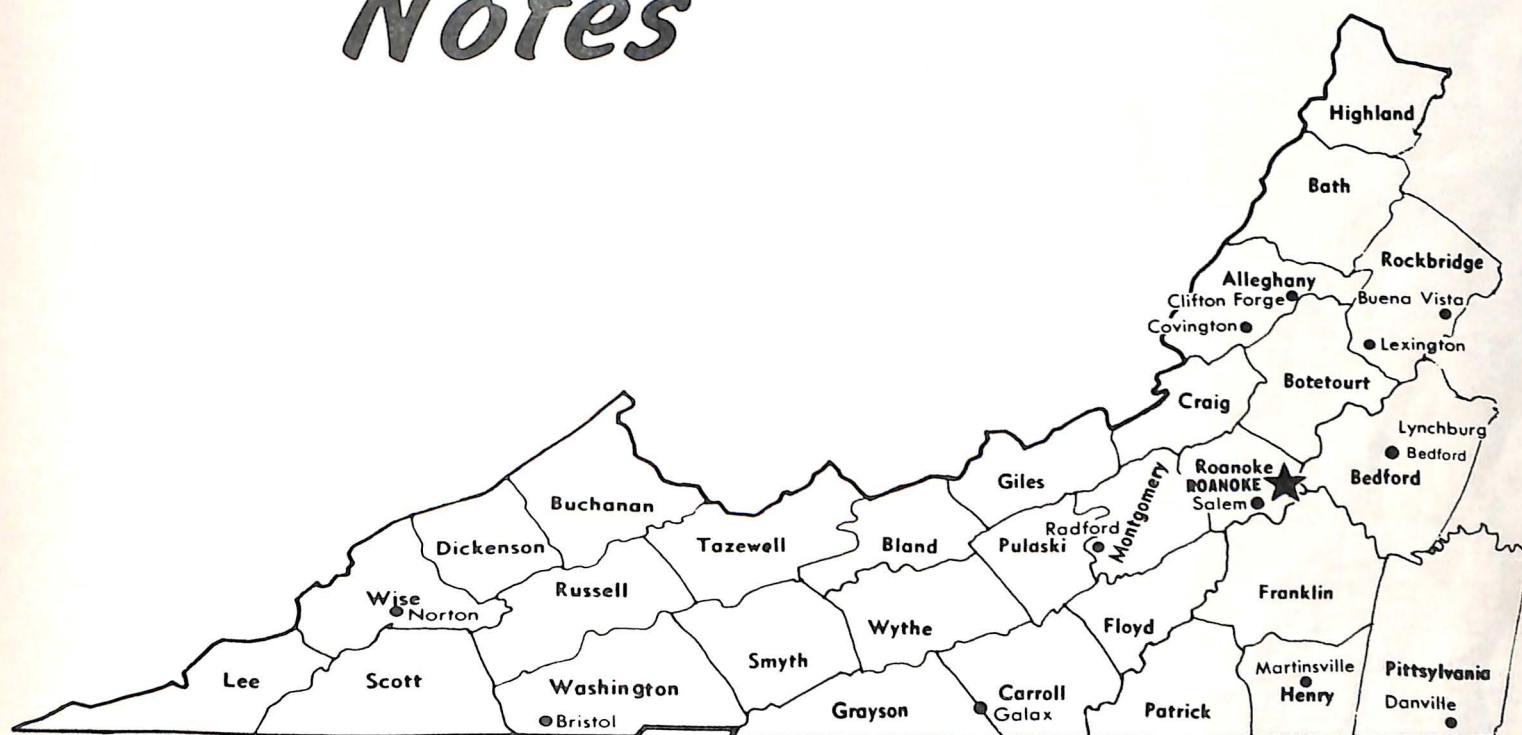 Notes
Highland
Bath
Rockbridge
Alleghany
Clifton Forge
Buena Vista
Covington
Lexington
Botetourt
Craig
Lynchburg
Bedford
Bedford
Roanoke
ROANOKE
Salem
Giles
Montgomery
Radford
Pulaski
Buchanan
Tazewell
Bland
Dickenson
Russell
Wise
Norton
Franklin
Wythe
Floyd
Smyth
Lee
Scott
Washington
Bristol
Grayson
Carroll
Galax
Patrick
Martinsville
Henry
Pittsylvania
Danville